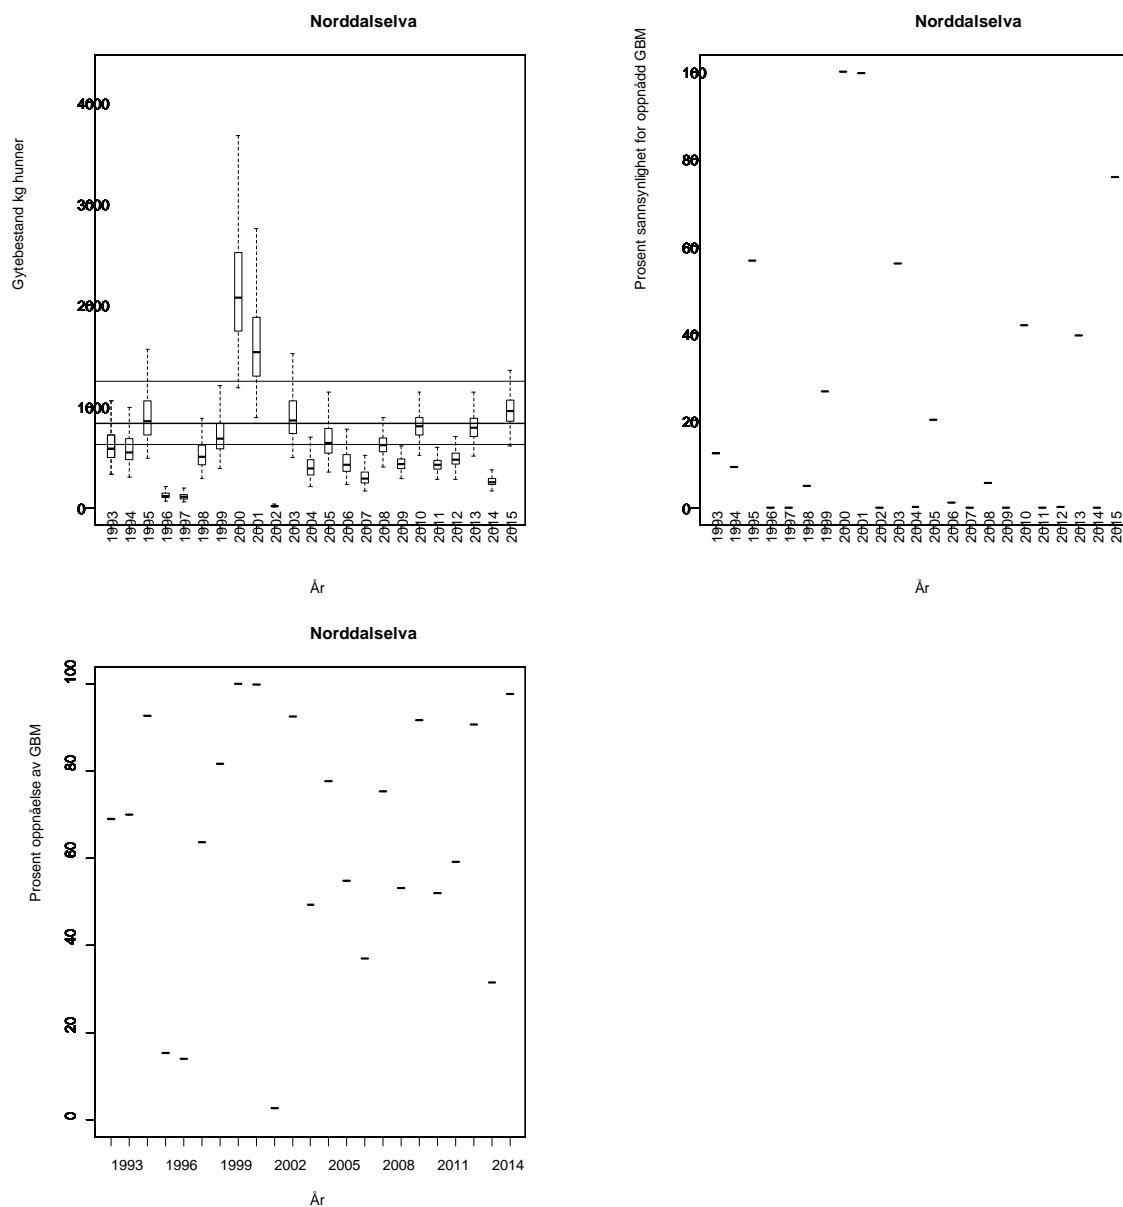 Norddalselva
Gytebestand kg hunner
4000
3000
2000
1000
0
1993 1994 1995 1996 1997 1998 1999 2000 2001 2002 2003 2004 2005 2006 2007 2008 2009 2010 2011 2012 2013 2014 2015
År
Norddalselva
Prosent sannsynlighet for oppnådd GBM
100
80
60
40
20
0
1993 1994 1995 1996 1997 1998 1999 2000 2001 2002 2003 2004 2005 2006 2007 2008 2009 2010 2011 2012 2013 2014 2015
År
Norddalselva
Prosent oppnåelse av GBM
100
80
60
40
20
0
1993 1996 1999 2002 2005 2008 2011 2014
År